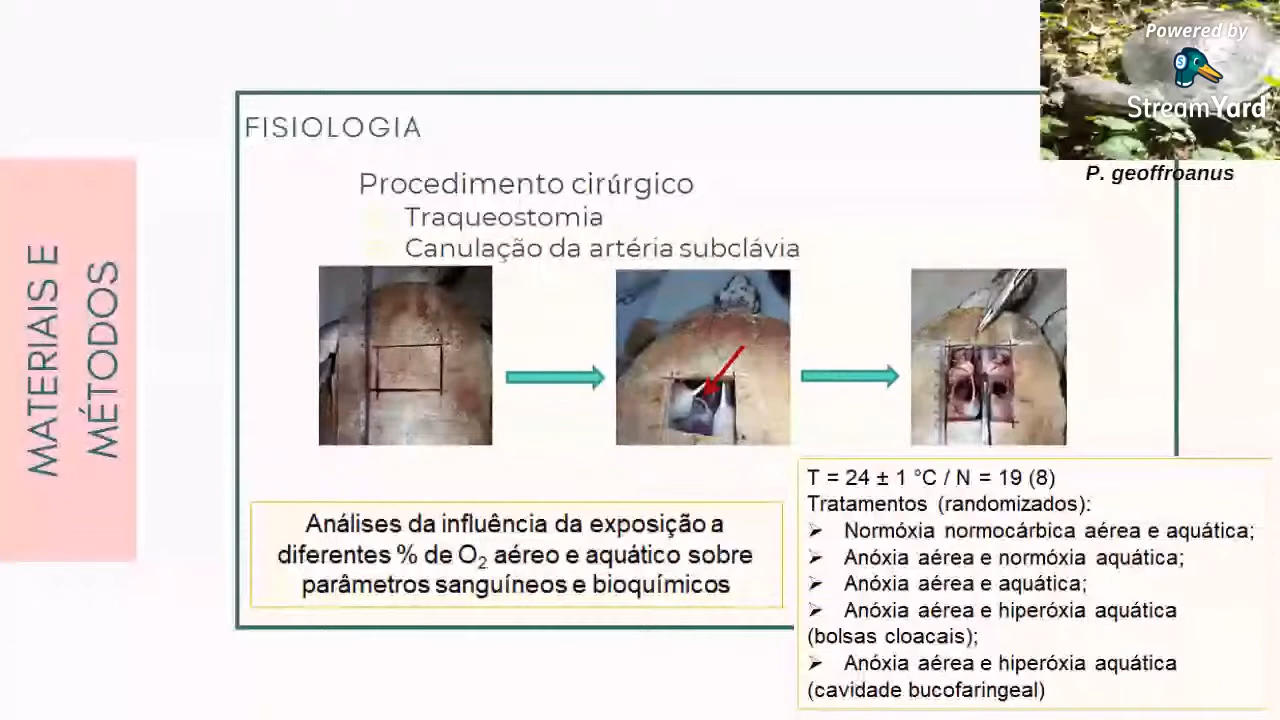 Powered by
StreamYard
P. geoffroanus
FISIOLOGIA
Procedimento cirúrgico
Traqueostomia
Canulação da artéria subclávia
MATERIAIS E
MÉTODOS
Análises da influência da exposição a
diferentes % de O₂ aéreo e aquático sobre
parâmetros sanguíneos e bioquímicos
T = 24 ± 1 °C / N = 19 (8)
Tratamentos (randomizados):
➢ Normóxia normocárbica aérea e aquática;
➢ Anóxia aérea e normóxia aquática;
➢ Anóxia aérea e aquática;
➢ Anóxia aérea e hiperóxia aquática
(bolsas cloacais);
➢ Anóxia aérea e hiperóxia aquática
(cavidade bucofaringeal)